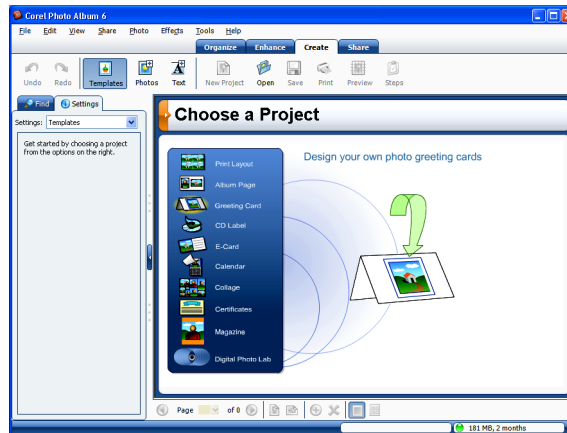 Corel Photo Album 6
File Edit View Share Photo Effects Tools Help
Organize Enhance Create Share
Undo Redo Templates Photos Text New Project Open Save Print Preview Steps
Find Settings
Settings: Templates
Get started by choosing a project
from the options on the right.
Choose a Project
Design your own photo greeting cards
Print Layout
Album Page
Greeting Card
CD Label
E-Card
Calendar
Collage
Certificates
Magazine
Digital Photo Lab
Page of 0
181 MB, 2 months